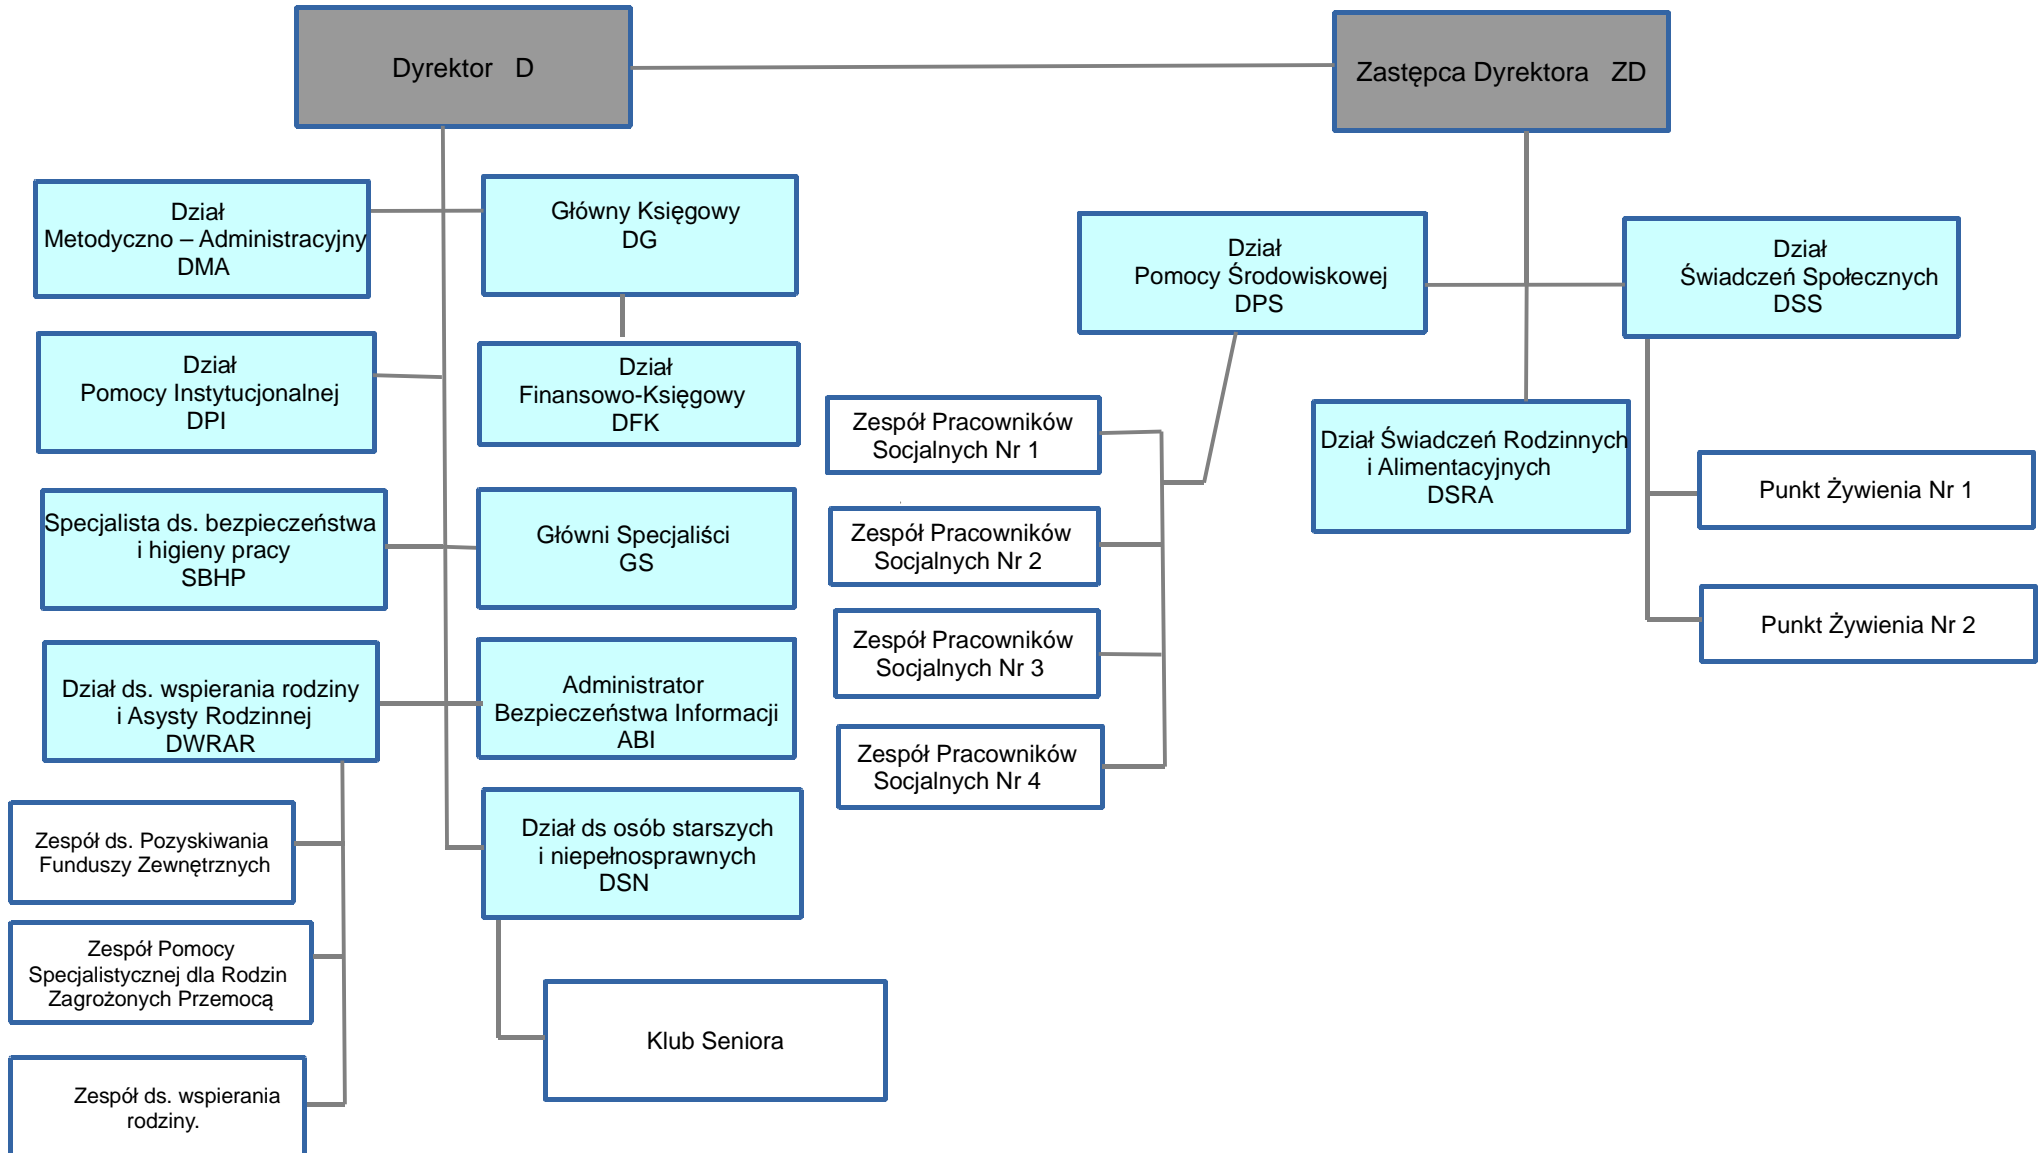 Dyrektor D
Zastępca Dyrektora ZD
Dział
Metodyczno – Administracyjny
DMA
Główny Księgowy
DG
Dział
Pomocy Środowiskowej
DPS
Dział
Świadczeń Społecznych
DSS
Dział
Pomocy Instytucjonalnej
DPI
Dział
Finansowo-Księgowy
DFK
Zespół Pracowników
Socjalnych Nr 1
Dział Świadczeń Rodzinnych
i Alimentacyjnych
DSRA
Punkt Żywienia Nr 1
Specjalista ds. bezpieczeństwa
i higieny pracy
SBHP
Główni Specjaliści
GS
Zespół Pracowników
Socjalnych Nr 2
Punkt Żywienia Nr 2
Zespół Pracowników
Socjalnych Nr 3
Dział ds. wspierania rodziny
i Asysty Rodzinnej
DWRAR
Administrator
Bezpieczeństwa Informacji
ABI
Zespół Pracowników
Socjalnych Nr 4
Zespół ds. Pozyskiwania
Funduszy Zewnętrznych
Dział ds osób starszych
i niepełnosprawnych
DSN
Zespół Pomocy
Specjalistycznej dla Rodzin
Zagrożonych Przemocą
Klub Seniora
Zespół ds. wspierania
rodziny.